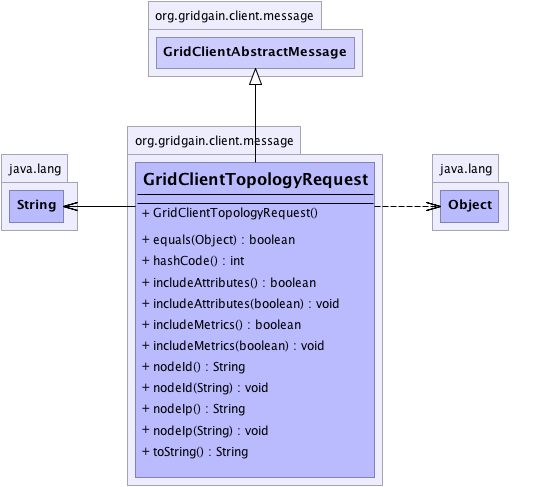 org.gridgain.client.message
GridClientAbstractMessage
org.gridgain.client.message
java.lang
String
GridClientTopologyRequest
java.lang
Object
+ GridClientTopologyRequest()
+ equals(Object) : boolean
+ hashCode() : int
+ includeAttributes() : boolean
+ includeAttributes(boolean) : void
+ includeMetrics() : boolean
+ includeMetrics(boolean) : void
+ nodeId() : String
+ nodeId(String) : void
+ nodeIp() : String
+ nodeIp(String) : void
+ toString() : String